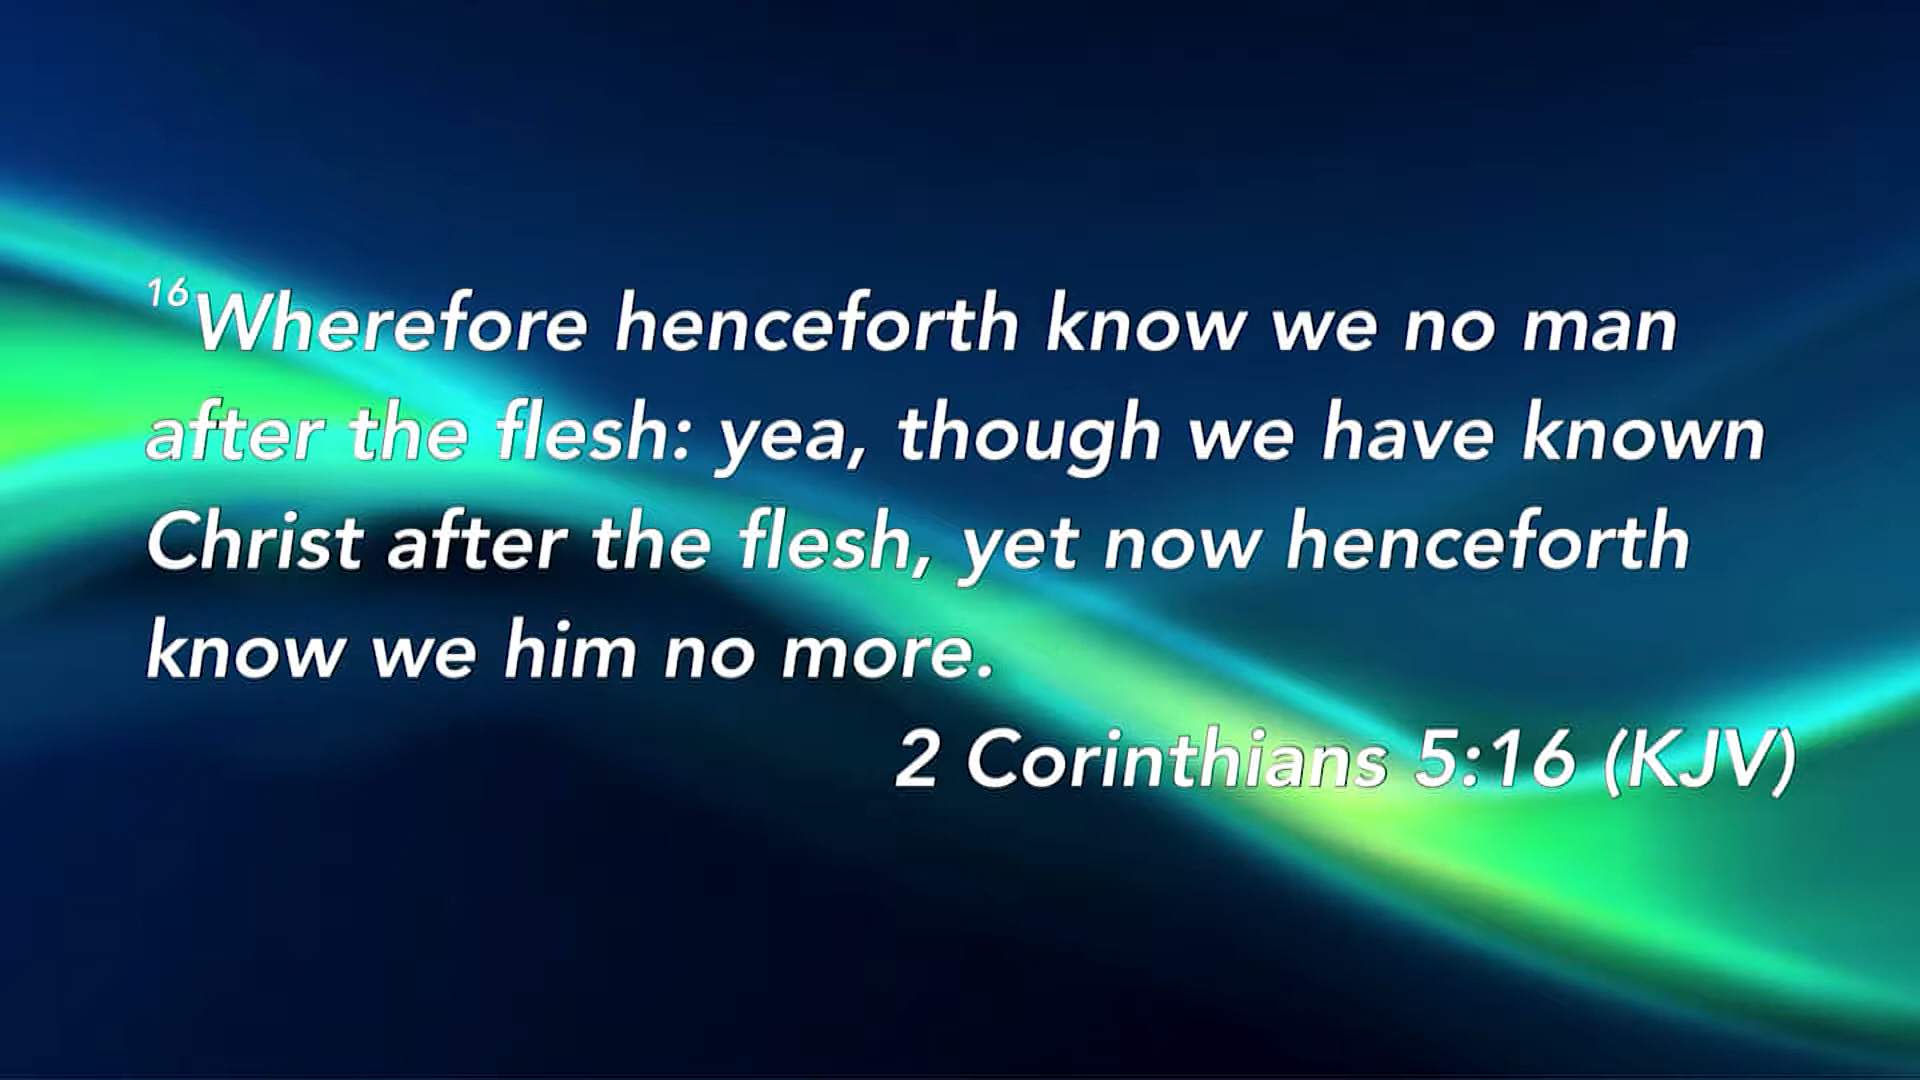 16Wherefore henceforth know we no man
after the flesh: yea, though we have known
Christ after the flesh, yet now henceforth
know we him no more.
2 Corinthians 5:16 (KJV)